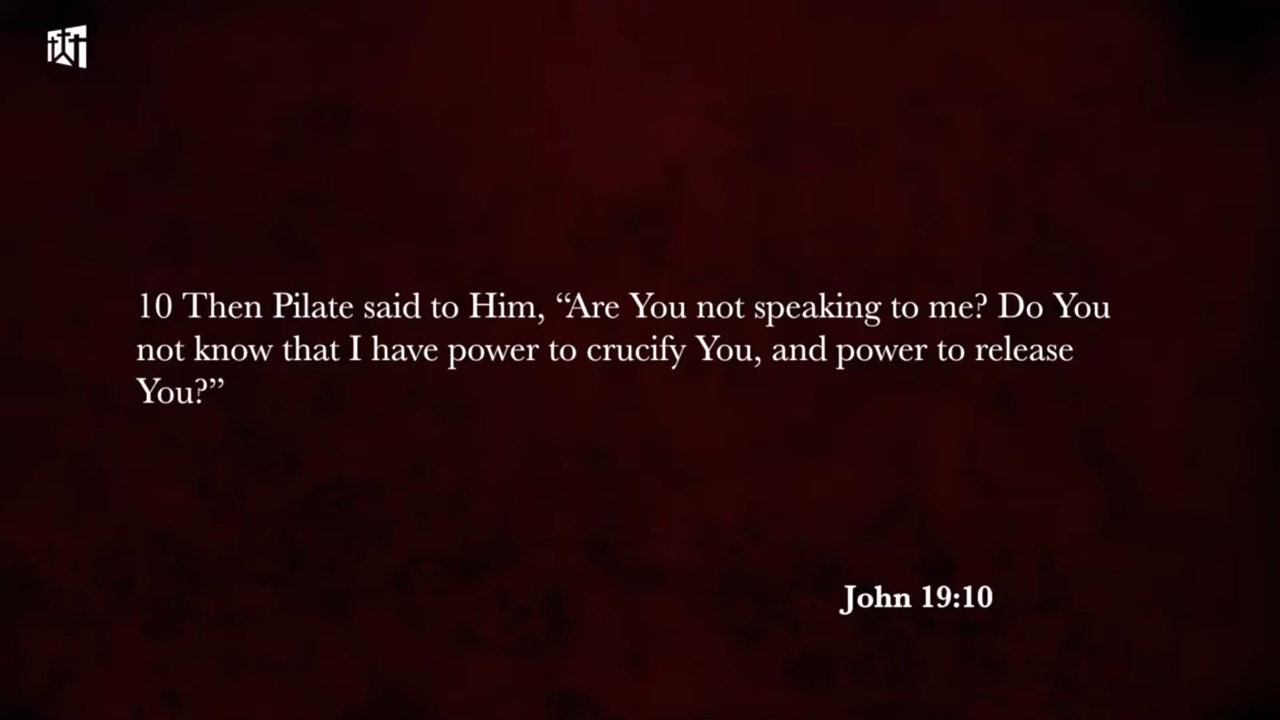 10 Then Pilate said to Him, “Are You not speaking to me? Do You
not know that I have power to crucify You, and power to release
You?”
John 19:10